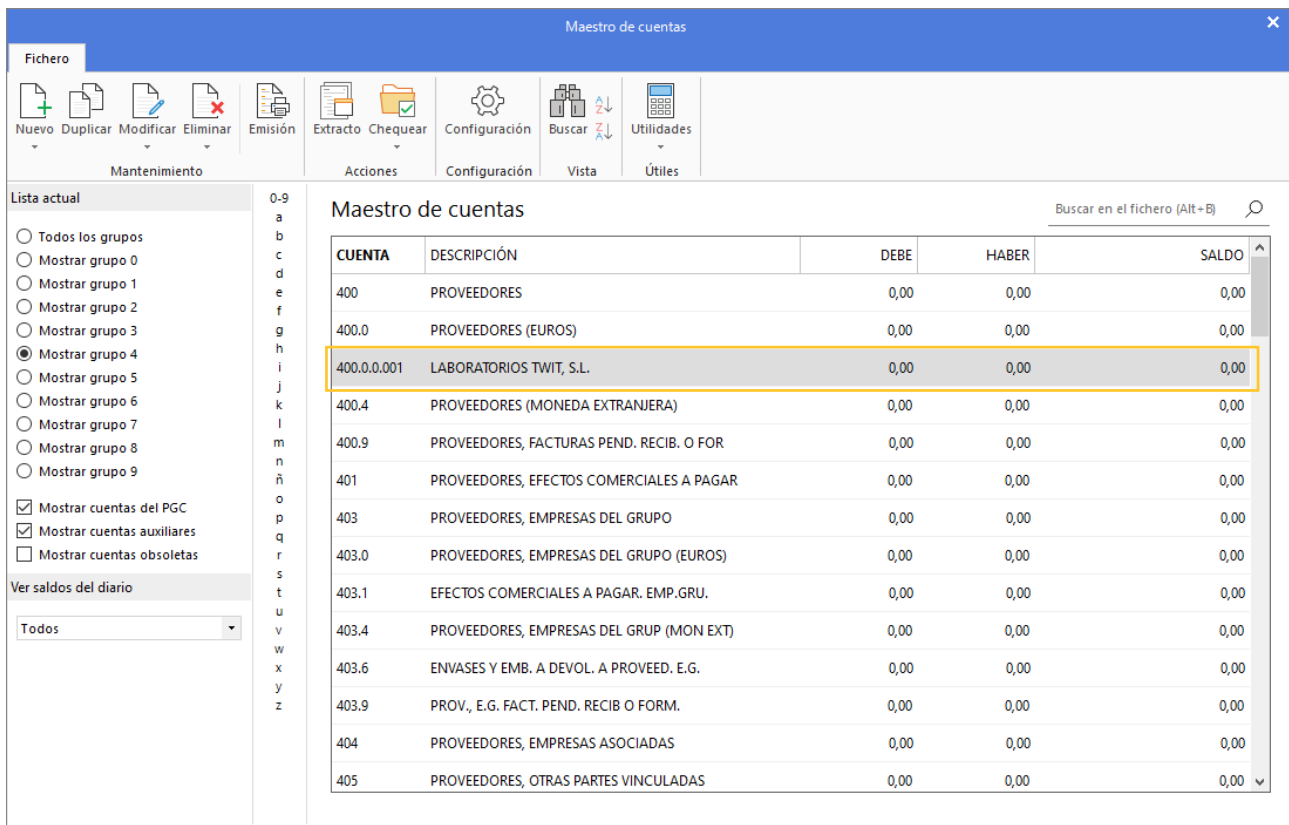 Maestro de cuentas
Fichero
Nuevo Duplicar Modificar Eliminar Emisión Extracto Chequear Configuración Buscar Utilidades
Mantenimiento Acciones Configuración Vista Útiles
Lista actual
Todos los grupos
Mostrar grupo 0
Mostrar grupo 1
Mostrar grupo 2
Mostrar grupo 3
Mostrar grupo 4
Mostrar grupo 5
Mostrar grupo 6
Mostrar grupo 7
Mostrar grupo 8
Mostrar grupo 9
Mostrar cuentas del PGC
Mostrar cuentas auxiliares
Mostrar cuentas obsoletas
Ver saldos del diario
Todos
0-9
a
b
c
d
e
f
g
h
i
j
k
l
m
n
ñ
o
p
q
r
s
t
u
v
w
x
y
z
Maestro de cuentas
Buscar en el fichero (Alt+B)
CUENTA DESCRIPCIÓN DEBE HABER SALDO
400 PROVEEDORES 0,00 0,00 0,00
400.0 PROVEEDORES (EUROS) 0,00 0,00 0,00
400.0.0.001 LABORATORIOS TWIT, S.L. 0,00 0,00 0,00
400.4 PROVEEDORES (MONEDA EXTRANJERA) 0,00 0,00 0,00
400.9 PROVEEDORES, FACTURAS PEND. RECIB. O FOR 0,00 0,00 0,00
401 PROVEEDORES, EFECTOS COMERCIALES A PAGAR 0,00 0,00 0,00
403 PROVEEDORES, EMPRESAS DEL GRUPO 0,00 0,00 0,00
403.0 PROVEEDORES, EMPRESAS DEL GRUPO (EUROS) 0,00 0,00 0,00
403.1 EFECTOS COMERCIALES A PAGAR. EMP.GRU. 0,00 0,00 0,00
403.4 PROVEEDORES, EMPRESAS DEL GRUP (MON EXT) 0,00 0,00 0,00
403.6 ENVASES Y EMB. A DEVOL. A PROVEED. E.G. 0,00 0,00 0,00
403.9 PROV., E.G. FACT. PEND. RECIB O FORM. 0,00 0,00 0,00
404 PROVEEDORES, EMPRESAS ASOCIADAS 0,00 0,00 0,00
405 PROVEEDORES, OTRAS PARTES VINCULADAS 0,00 0,00 0,00